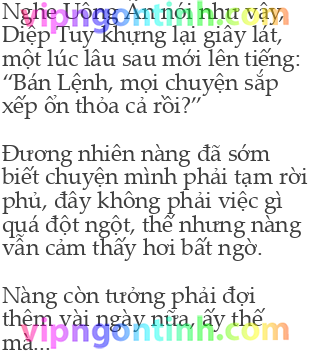 Nghe Uông Ấn nói như vậy,
Diệp Tuy khựng lại giây lát,
một lúc lâu sau mới lên tiếng:
“Bán Lệnh, mọi chuyện sắp
xếp ổn thỏa cả rồi?”
Đương nhiên nàng đã sớm
biết chuyện mình phải tạm rời
phủ, đây không phải việc gì
quá đột ngột, thế nhưng nàng
vẫn cảm thấy hơi bất ngờ.
Nàng còn tưởng phải đợi
thêm vài ngày nữa, ấy thế
mà...
vipngontinh.com
vipngontinh.com
vipngontinh.com